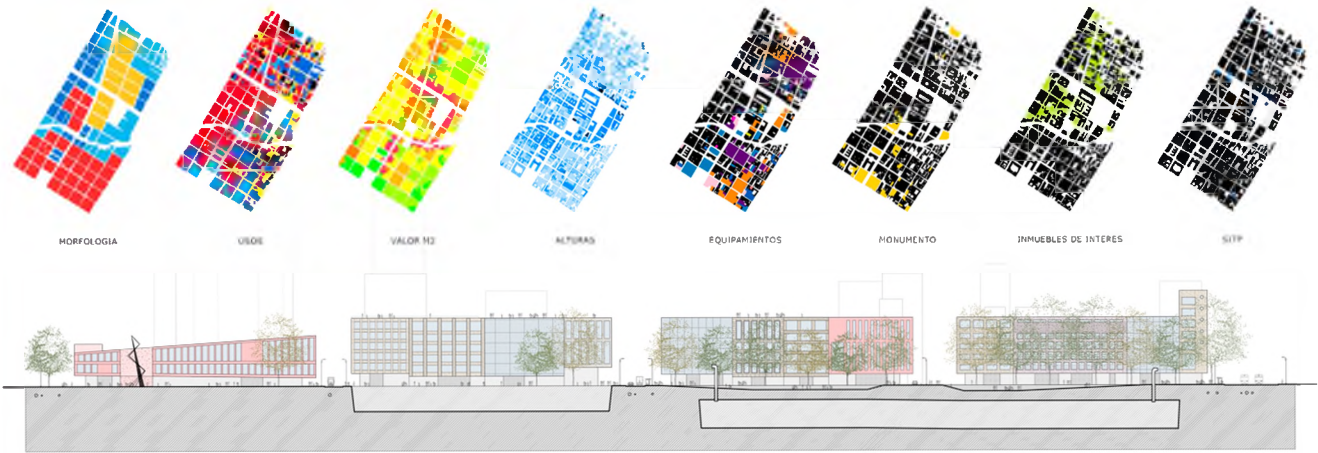 MORFOLOGIA
USOS
VALOR M2
ALTURAS
EQUIPAMIENTOS
MONUMENTO
INMUEBLES DE INTERES
SITP